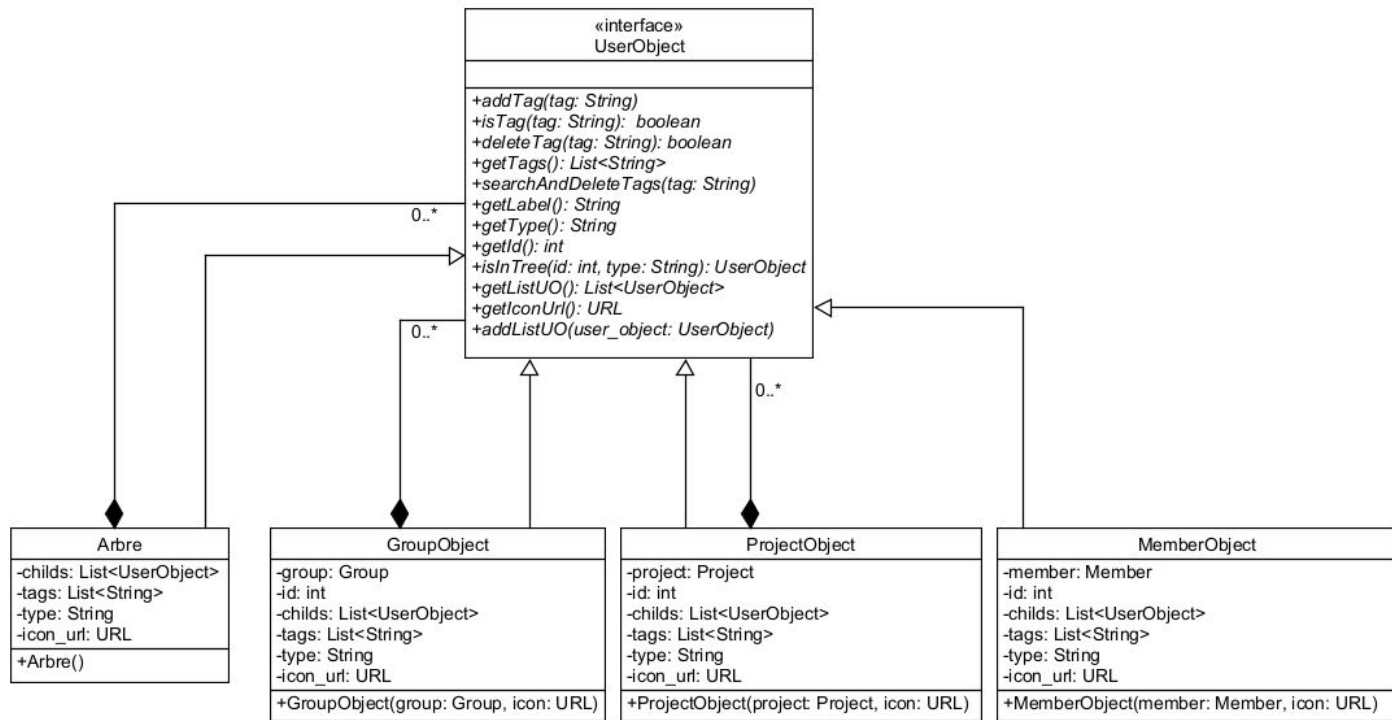 «interface»
UserObject
+addTag(tag: String)
+isTag(tag: String): boolean
+deleteTag(tag: String): boolean
+getTags(): List<String>
+searchAndDeleteTags(tag: String)
+getLabel(): String
+getType(): String
+getId(): int
+isInTree(id: int, type: String): UserObject
+getListUO(): List<UserObject>
+getIconUrl(): URL
+addListUO(user_object: UserObject)
0..*
0..*
0..*
Arbre
-childs: List<UserObject>
-tags: List<String>
-type: String
-icon_url: URL
+Arbre()
GroupObject
-group: Group
-id: int
-childs: List<UserObject>
-tags: List<String>
-type: String
-icon_url: URL
+GroupObject(group: Group, icon: URL)
ProjectObject
-project: Project
-id: int
-childs: List<UserObject>
-tags: List<String>
-type: String
-icon_url: URL
+ProjectObject(project: Project, icon: URL)
MemberObject
-member: Member
-id: int
-childs: List<UserObject>
-tags: List<String>
-type: String
-icon_url: URL
+MemberObject(member: Member, icon: URL)